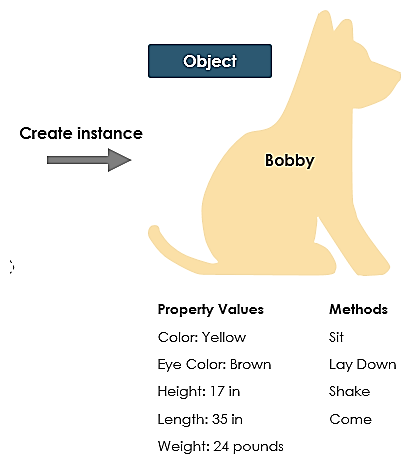 Object
Create instance
Bobby
Property Values
Color: Yellow
Eye Color: Brown
Height: 17 in
Length: 35 in
Weight: 24 pounds
Methods
Sit
Lay Down
Shake
Come